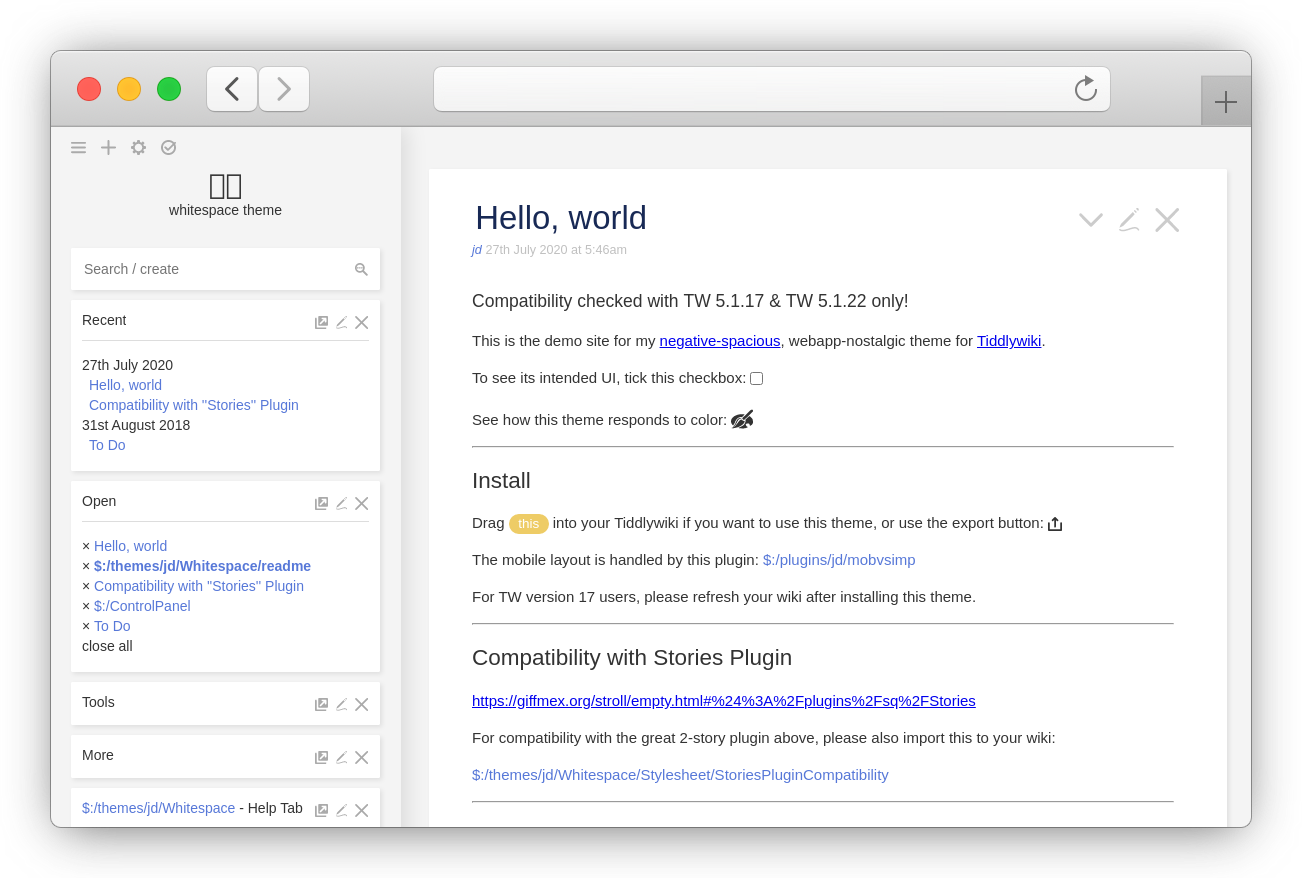 whitespace theme
Search / create
Recent
27th July 2020
Hello, world
Compatibility with "Stories" Plugin
31st August 2018
To Do
Open
× Hello, world
× $:/themes/jd/Whitespace/readme
× Compatibility with "Stories" Plugin
× $:/ControlPanel
× To Do
close all
Tools
More
$:/themes/jd/Whitespace - Help Tab
Hello, world
jd 27th July 2020 at 5:46am
Compatibility checked with TW 5.1.17 & TW 5.1.22 only!
This is the demo site for my negative-spacious, webapp-nostalgic theme for Tiddlywiki.
To see its intended UI, tick this checkbox:
See how this theme responds to color:
Install
Drag this into your Tiddlywiki if you want to use this theme, or use the export button:
The mobile layout is handled by this plugin: $:/plugins/jd/mobvsimp
For TW version 17 users, please refresh your wiki after installing this theme.
Compatibility with Stories Plugin
https://giffmex.org/stroll/empty.html#%24%3A%2Fplugins%2Fsq%2FStories
For compatibility with the great 2-story plugin above, please also import this to your wiki:
$:/themes/jd/Whitespace/Stylesheet/StoriesPluginCompatibility